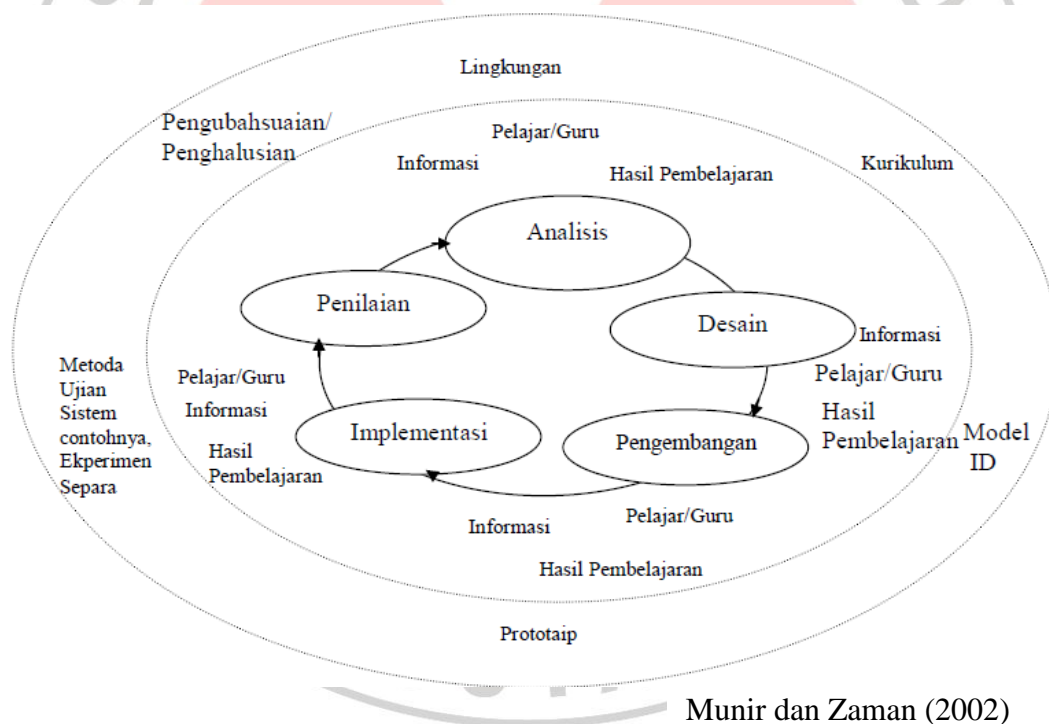 Lingkungan
Pengubahsuaian/
Penghalusian
Pelajar/Guru
Informasi
Hasil Pembelajaran
Kurikulum
Analisis
Penilaian
Desain
Informasi
Pelajar/Guru
Hasil
Pembelajaran
Model
ID
Metoda
Ujian
Sistem
contohnya,
Ekperimen
Separa
Pelajar/Guru
Informasi
Hasil
Pembelajaran
Implementasi
Pengembangan
Informasi
Pelajar/Guru
Hasil Pembelajaran
Prototaip
Munir dan Zaman (2002)